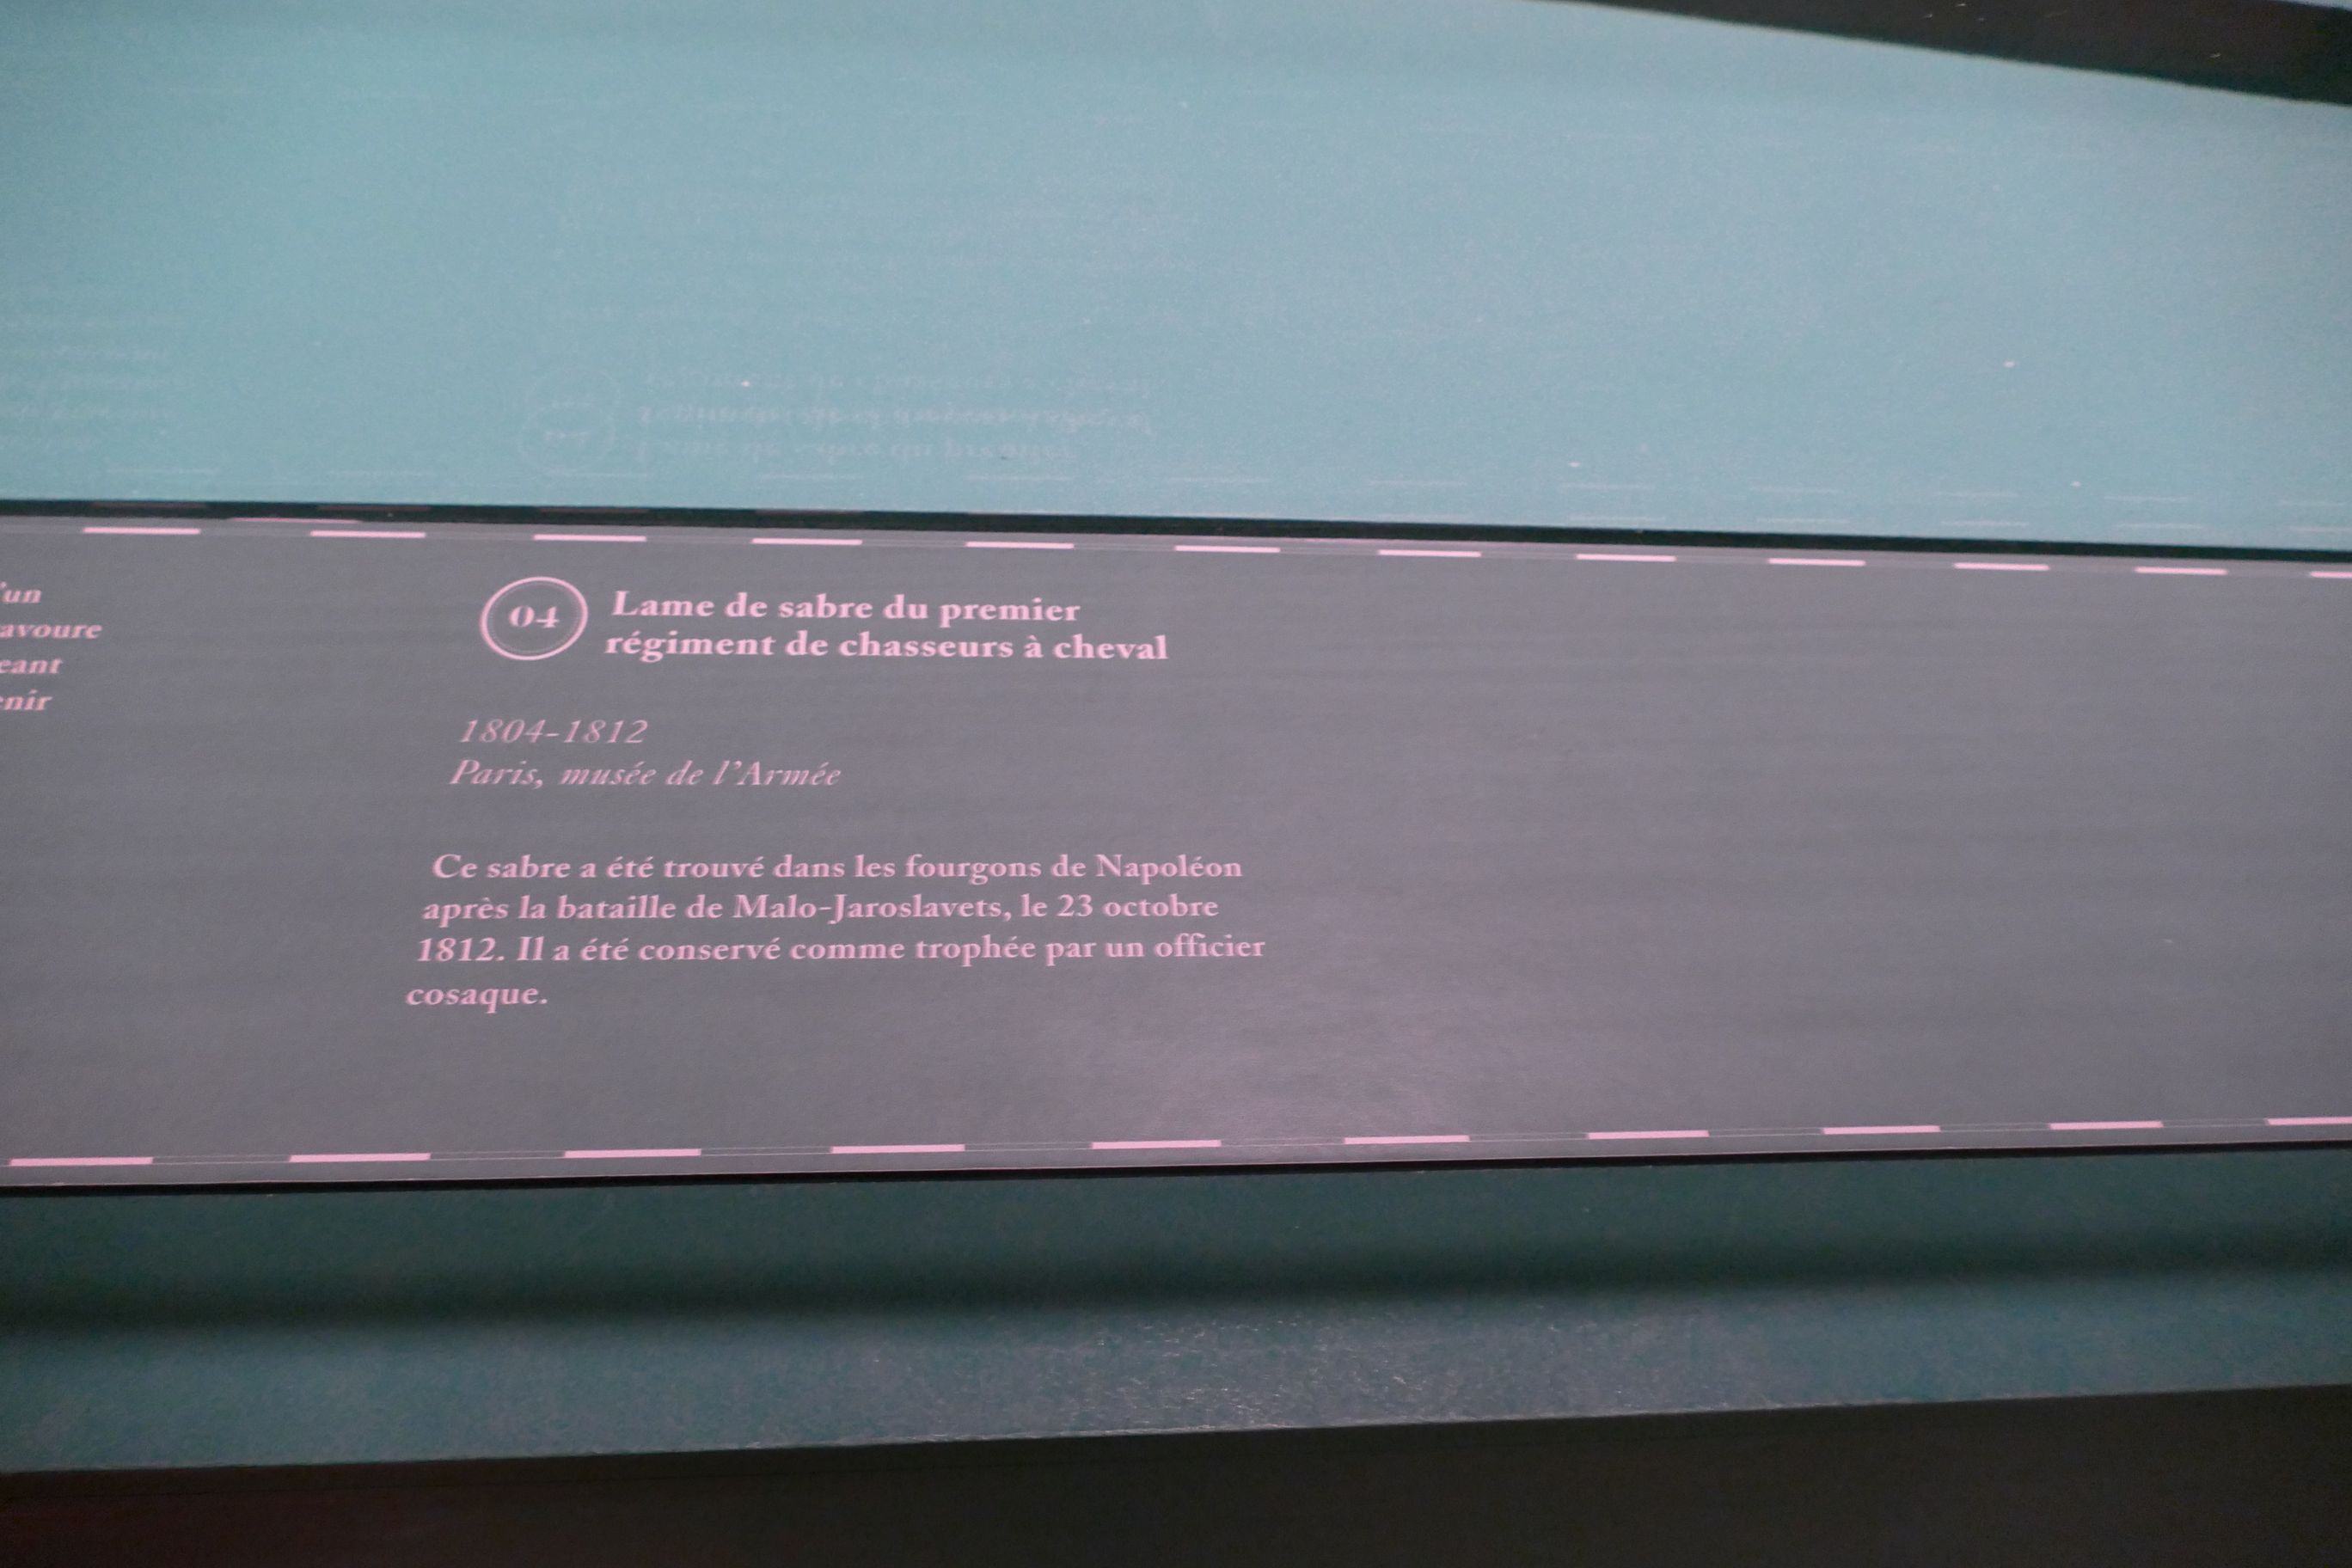 'un
avoure
eant
enir
04
Lame de sabre du premier
régiment de chasseurs à cheval
1804-1812
Paris, musée de l'Armée
Ce sabre a été trouvé dans les fourgons de Napoléon
après la bataille de Malo-Jaroslavets, le 23 octobre
1812. Il a été conservé comme trophée par un officier
cosaque.